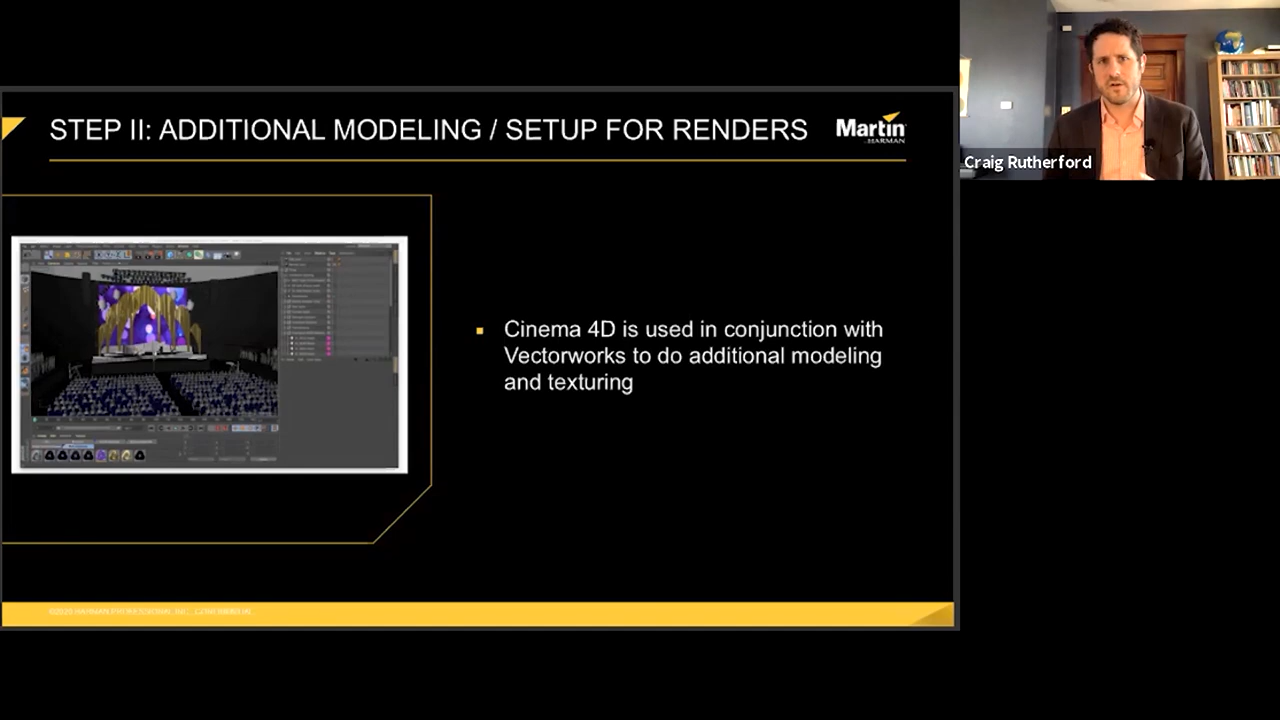 STEP II: ADDITIONAL MODELING / SETUP FOR RENDERS
Martin
HARMAN
Craig Rutherford
Cinema 4D is used in conjunction with
Vectorworks to do additional modeling
and texturing